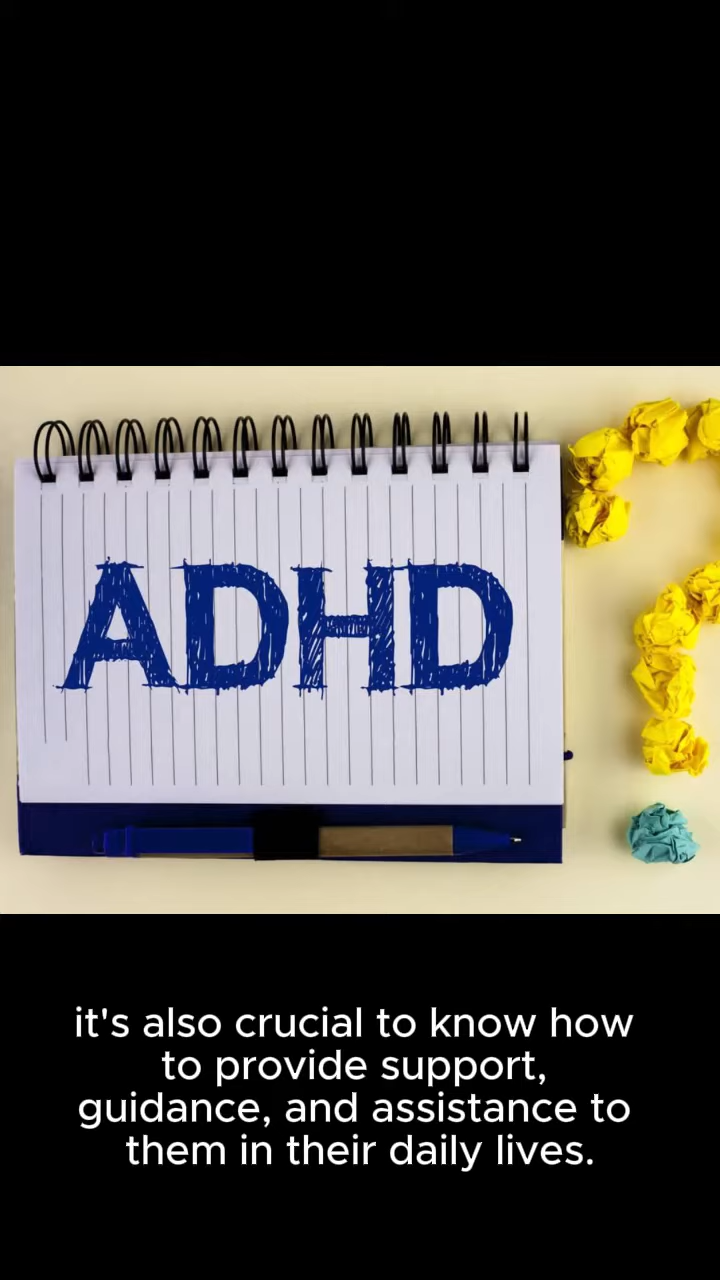 ADHD
it's also crucial to know how
to provide support,
guidance, and assistance to
them in their daily lives.